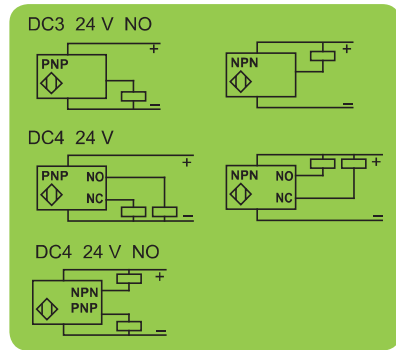 DC3 24 V NO
+
PNP
−
+
NPN
−
DC4 24 V
+
PNP NO
NC
−
+
NPN NO
NC
−
DC4 24 V NO
+
NPN
PNP
−